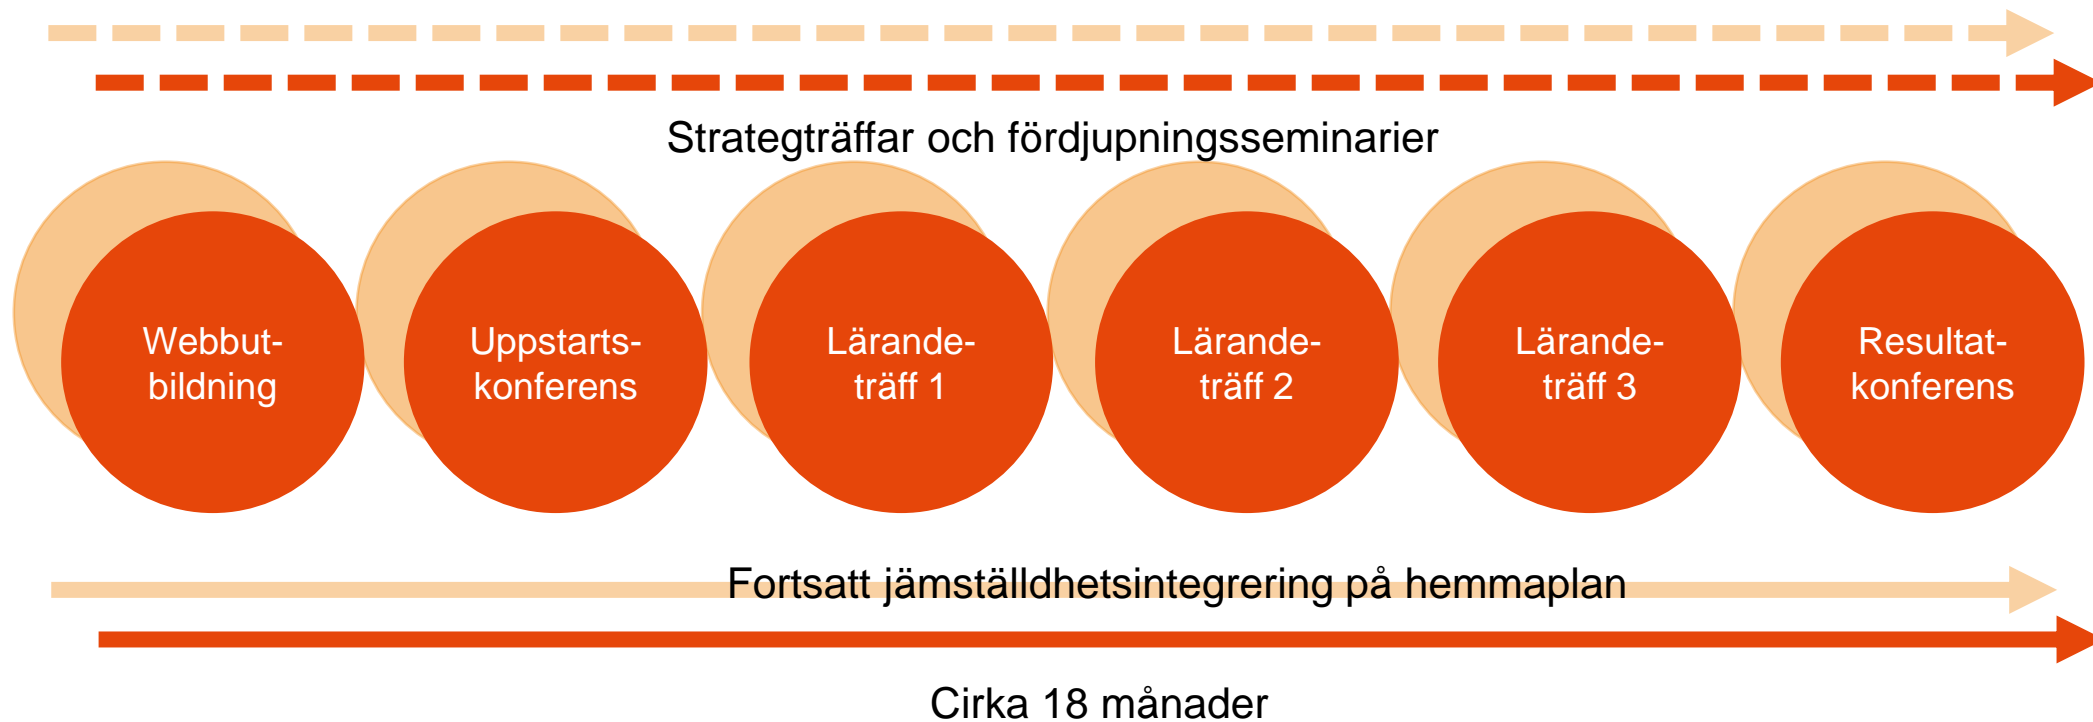 Strategträffar och fördjupningsseminarier
Webbut-
bildning
Uppstarts-
konferens
Lärande-
träff 1
Lärande-
träff 2
Lärande-
träff 3
Resultat-
konferens
Fortsatt jämställdhetsintegrering på hemmaplan
Cirka 18 månader